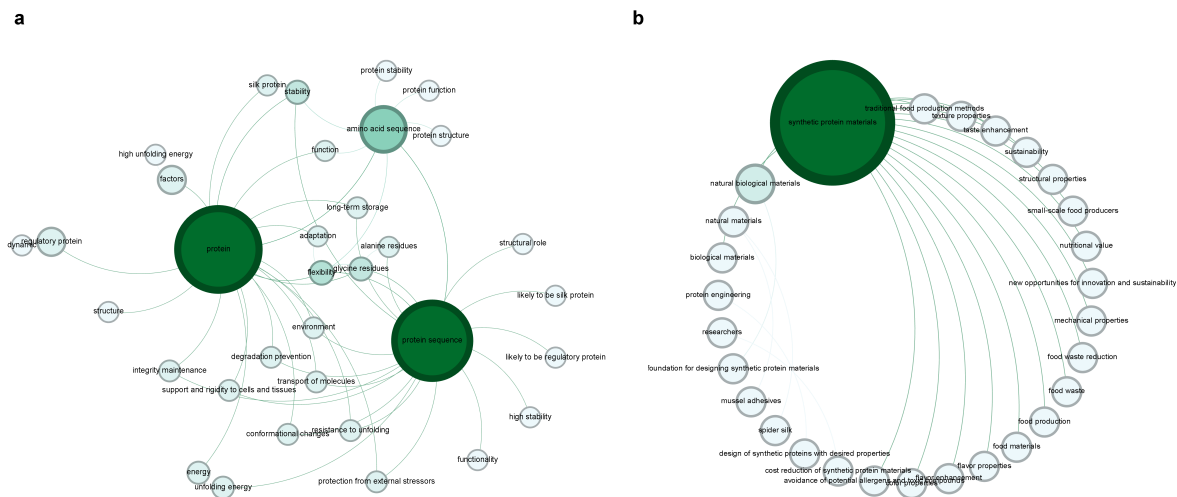 a
protein stability
silk protein
stability
protein function
amino acid sequence
protein structure
function
high unfolding energy
factors
long-term storage
adaptation
dynamic
regulatory protein
protein
alanine residues
structural role
flexibility
glycine residues
likely to be silk protein
structure
environment
protein sequence
degradation prevention
likely to be regulatory protein
integrity maintenance
transport of molecules
support and rigidity to cells and tissues
high stability
conformational changes
resistance to unfolding
functionality
energy
unfolding energy
protection from external stressors
b
traditional food production methods
texture properties
synthetic protein materials
taste enhancement
sustainability
structural properties
natural biological materials
small-scale food producers
natural materials
nutritional value
biological materials
new opportunities for innovation and sustainability
protein engineering
mechanical properties
researchers
food waste reduction
foundation for designing synthetic protein materials
food waste
mussel adhesives
food production
spider silk
food materials
design of synthetic proteins with desired properties
flavor properties
cost reduction of synthetic protein materials
flavor enhancement
avoidance of potential allergens and toxic compounds
color properties